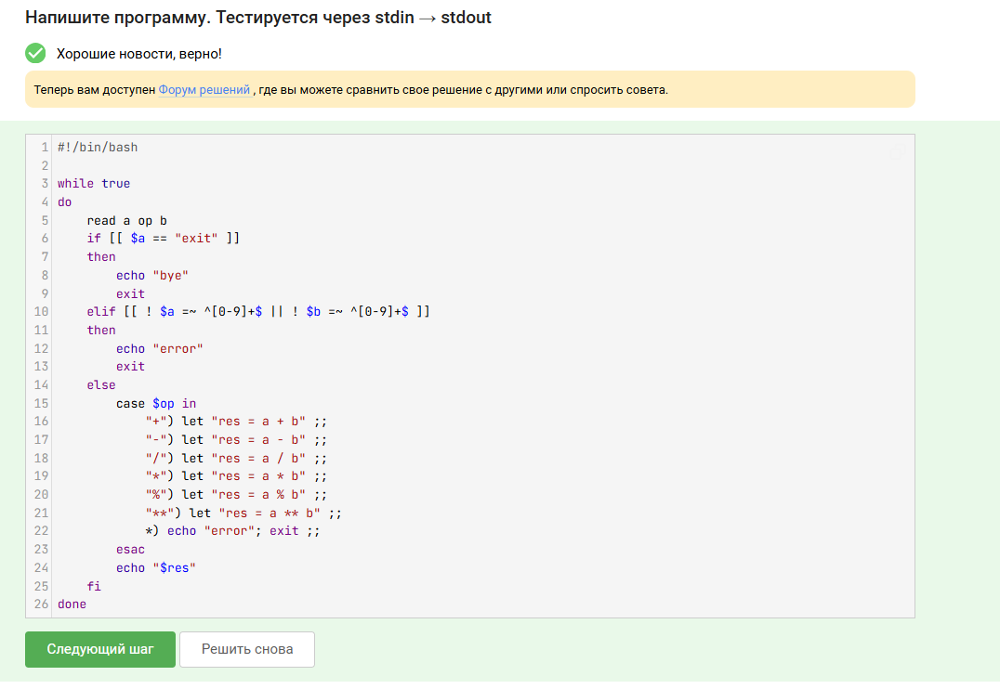 Напишите программу. Тестируется через stdin → stdout
Хорошие новости, верно!
Теперь вам доступен Форум решений , где вы можете сравнить свое решение с другими или спросить совета.
1 #!/bin/bash
2
3 while true
4 do
5     read a op b
6     if [[ $a == "exit" ]]
7     then
8         echo "bye"
9         exit
10     elif [[ ! $a =~ ^[0-9]+$ || ! $b =~ ^[0-9]+$ ]]
11     then
12         echo "error"
13         exit
14     else
15         case $op in
16             "+") let "res = a + b" ;;
17             "-") let "res = a - b" ;;
18             "/") let "res = a / b" ;;
19             "*") let "res = a * b" ;;
20             "%") let "res = a % b" ;;
21             "**") let "res = a ** b" ;;
22             *) echo "error"; exit ;;
23         esac
24         echo "$res"
25     fi
26 done
Следующий шаг Решить снова